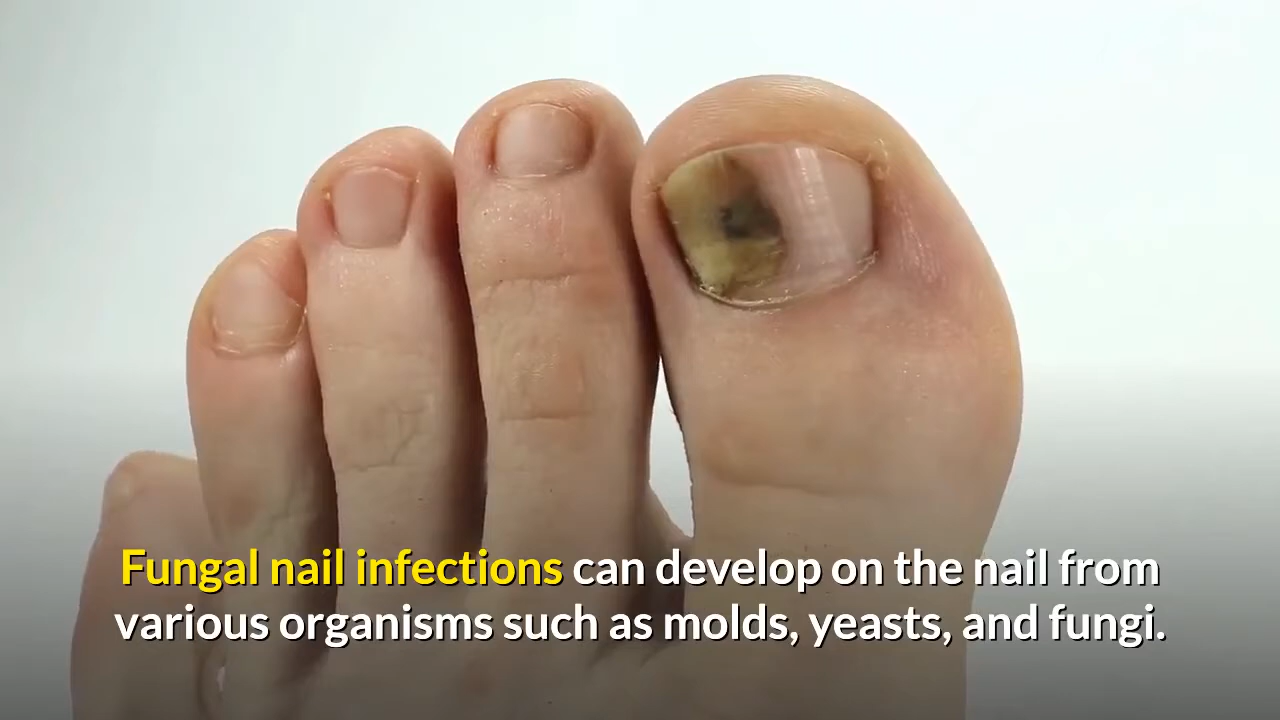 Fungal nail infections can develop on the nail from
various organisms such as molds, yeasts, and fungi.